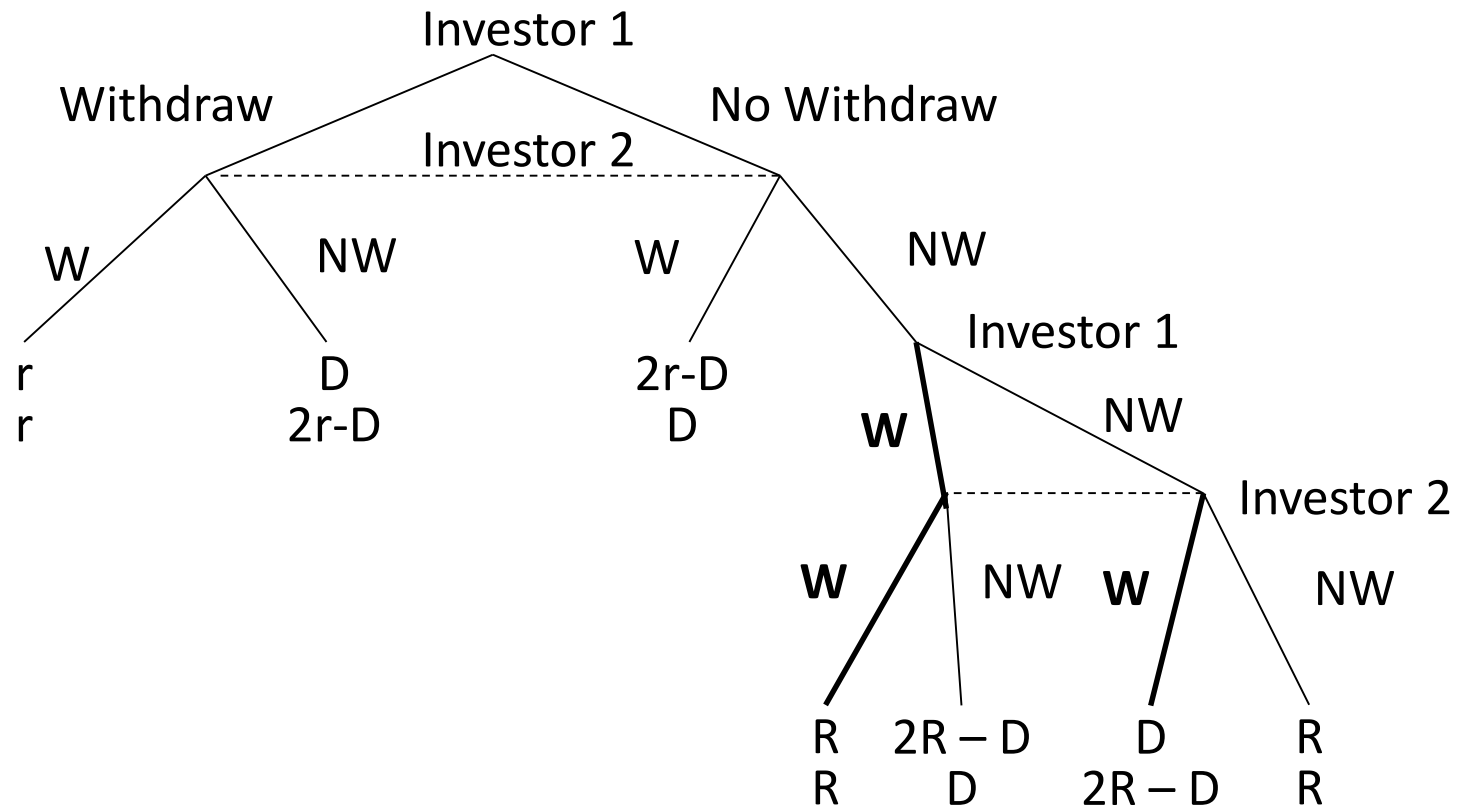 Investor 1
Withdraw
No Withdraw
Investor 2
W
NW
W
NW
r
r
D
2r-D
2r-D
D
Investor 1
W
NW
Investor 2
W
NW
W
NW
R
R
2R – D
D
D
2R – D
R
R